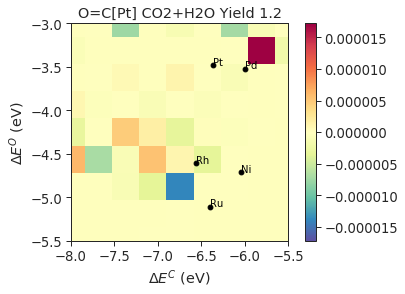 O=C[Pt] CO2+H2O Yield 1.2
−3.0
−3.5
−4.0
−4.5
−5.0
−5.5
ΔE^O (eV)
Pt
Pd
Rh
Ni
Ru
−8.0 −7.5 −7.0 −6.5 −6.0 −5.5
ΔE^C (eV)
0.000015
0.000010
0.000005
0.000000
−0.000005
−0.000010
−0.000015